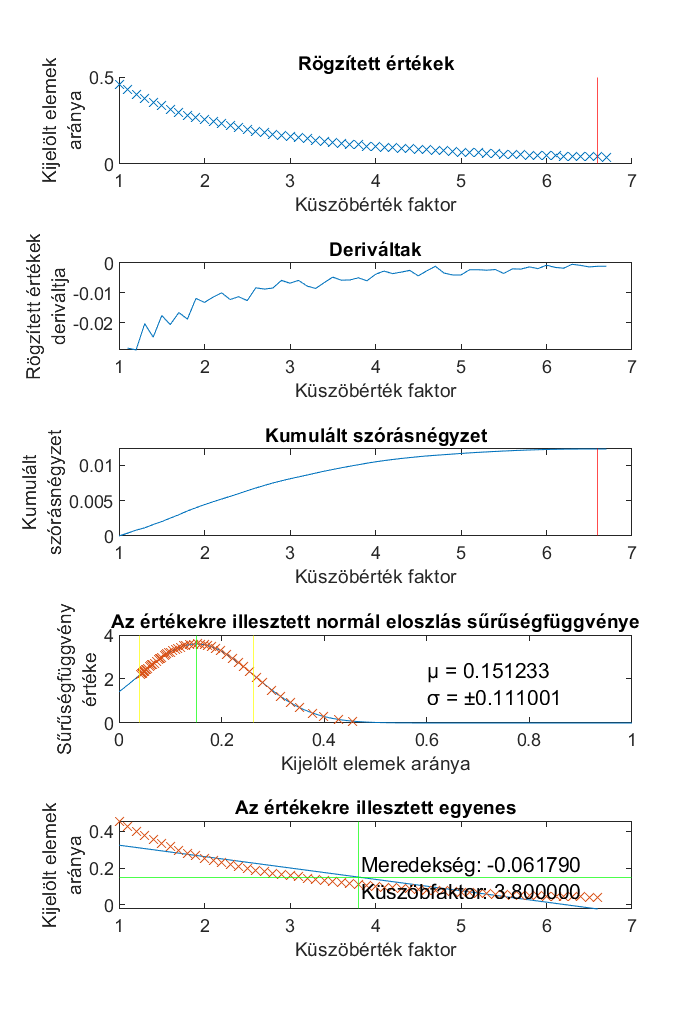 Rögzített értékek
Kijelölt elemek
aránya
0.5
0
1 2 3 4 5 6 7
Küszöbérték faktor
Deriváltak
Rögzített értékek
deriváltja
0
-0.01
-0.02
1 2 3 4 5 6 7
Küszöbérték faktor
Kumulált szórásnégyzet
Kumulált
szórásnégyzet
0.01
0.005
0
1 2 3 4 5 6 7
Küszöbérték faktor
Az értékekre illesztett normál eloszlás sűrűségfüggvénye
Sűrűségfüggvény
értéke
4
2
0
μ = 0.151233
σ = ±0.111001
0 0.2 0.4 0.6 0.8 1
Kijelölt elemek aránya
Az értékekre illesztett egyenes
Kijelölt elemek
aránya
0.4
0.2
0
Meredekség: -0.061790
Küszöbfaktor: 3.800000
1 2 3 4 5 6 7
Küszöbérték faktor